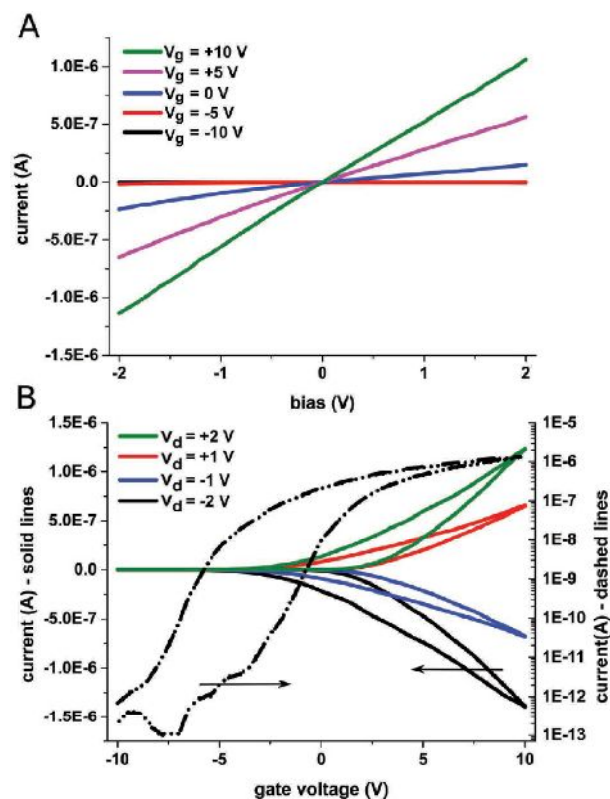 A
Vg = +10 V
Vg = +5 V
Vg = 0 V
Vg = -5 V
Vg = -10 V
1.0E-6
5.0E-7
0.0
-5.0E-7
-1.0E-6
-1.5E-6
current (A)
-2
-1
0
1
2
bias (V)
B
Vd = +2 V
Vd = +1 V
Vd = -1 V
Vd = -2 V
1.5E-6
1.0E-6
5.0E-7
0.0
-5.0E-7
-1.0E-6
-1.5E-6
current (A) - solid lines
1E-5
1E-6
1E-7
1E-8
1E-9
1E-10
1E-11
1E-12
1E-13
current(A) - dashed lines
-10
-5
0
5
10
gate voltage (V)